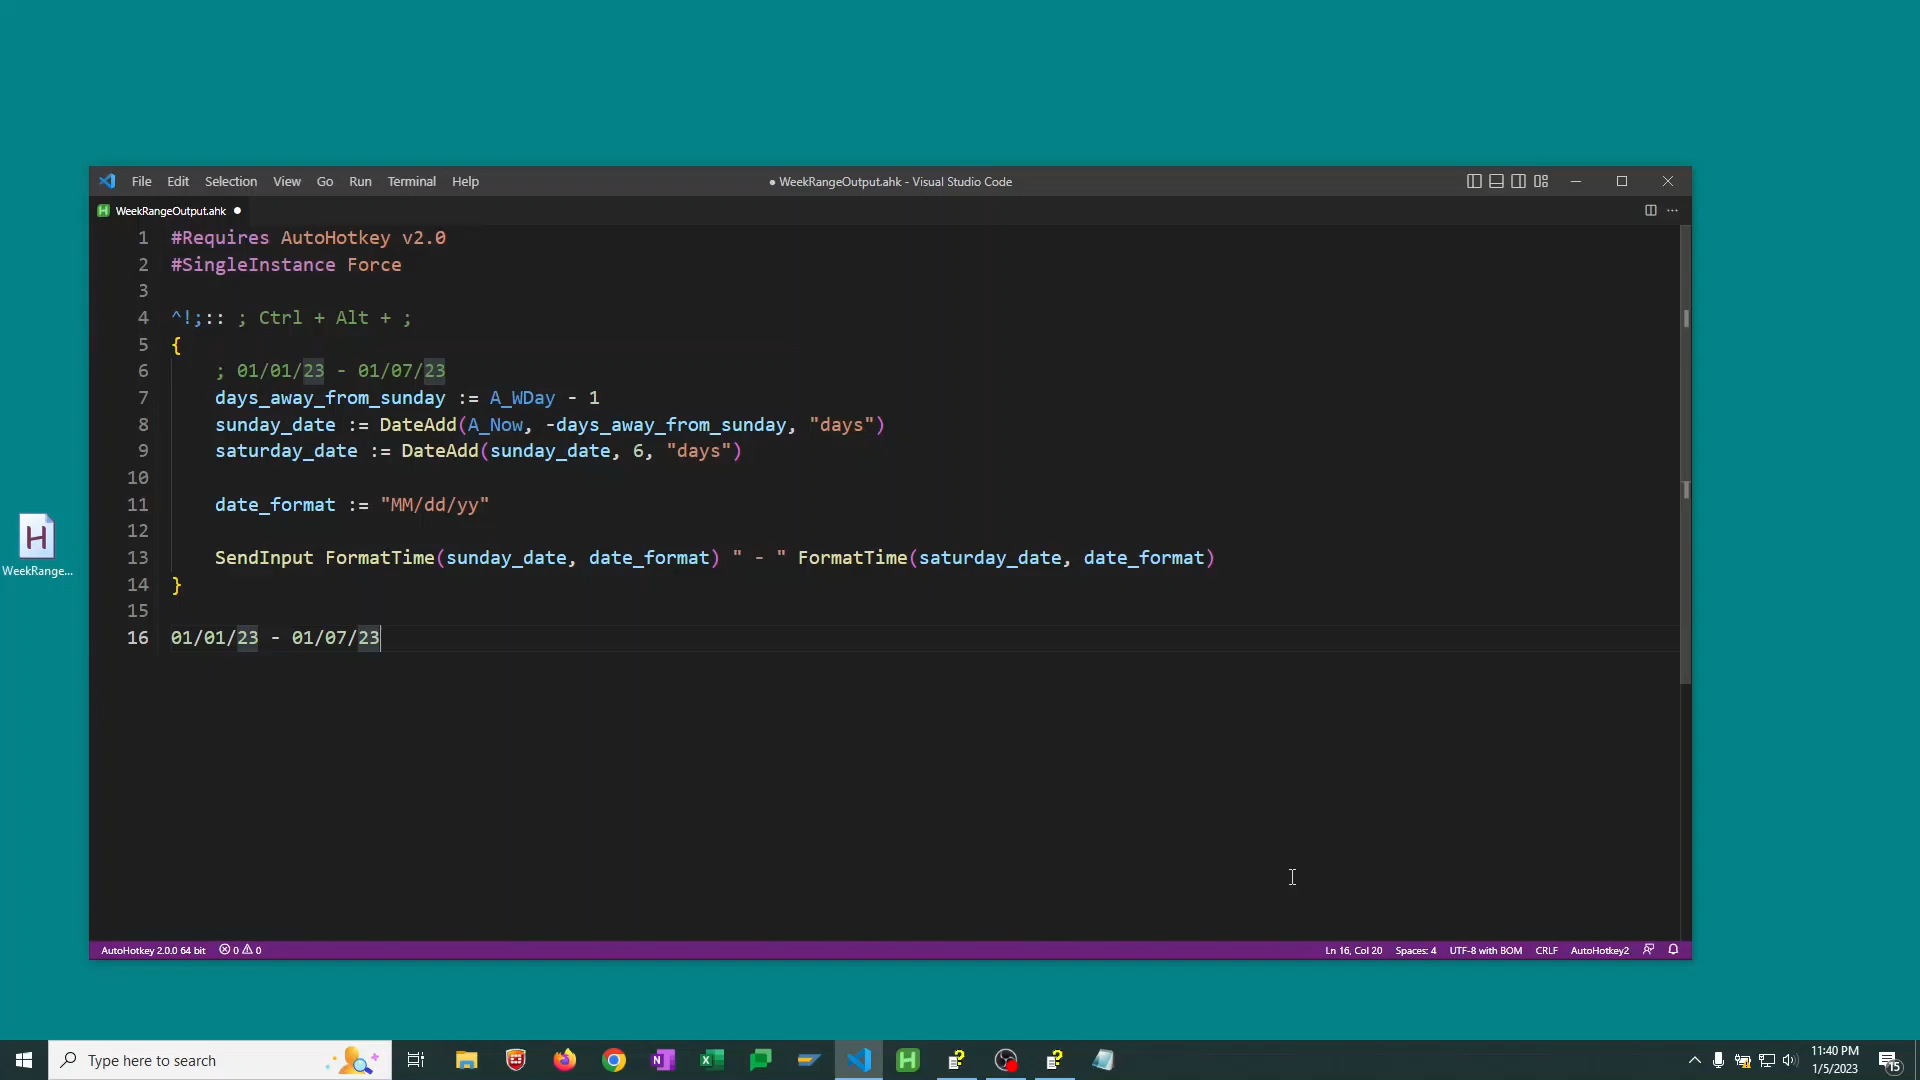 File Edit Selection View Go Run Terminal Help
● WeekRangeOutput.ahk - Visual Studio Code
WeekRangeOutput.ahk ●
1 #Requires AutoHotkey v2.0
2 #SingleInstance Force
3
4 ^!;:: ; Ctrl + Alt + ;
5 {
6 ; 01/01/23 - 01/07/23
7 days_away_from_sunday := A_WDay - 1
8 sunday_date := DateAdd(A_Now, -days_away_from_sunday, "days")
9 saturday_date := DateAdd(sunday_date, 6, "days")
10
11 date_format := "MM/dd/yy"
12
13 SendInput FormatTime(sunday_date, date_format) " - " FormatTime(saturday_date, date_format)
14 }
15
16 01/01/23 - 01/07/23
H
WeekRange...
AutoHotkey 2.0.0 64 bit 0 0
Ln 16, Col 20 Spaces: 4 UTF-8 with BOM CRLF AutoHotkey2
Type here to search
11:40 PM
1/5/2023
15